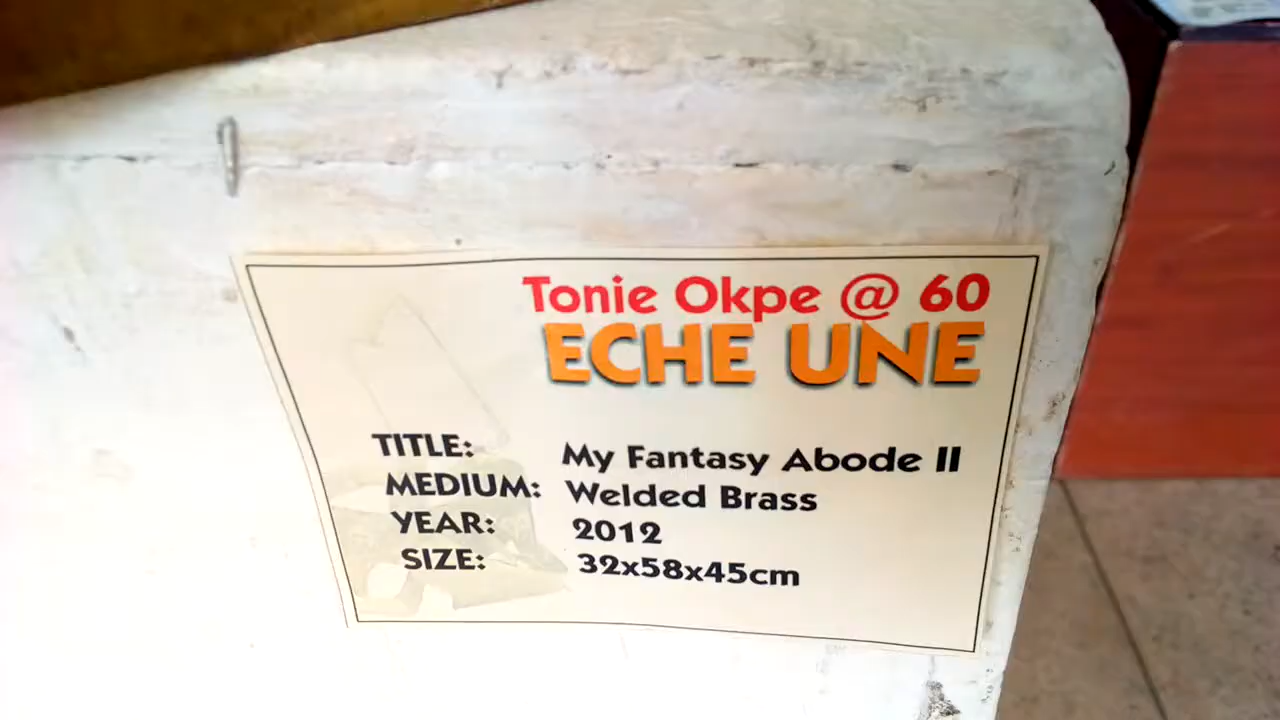 Tonie Okpe @ 60
ECHE UNE
TITLE: My Fantasy Abode II
MEDIUM: Welded Brass
YEAR: 2012
SIZE: 32x58x45cm